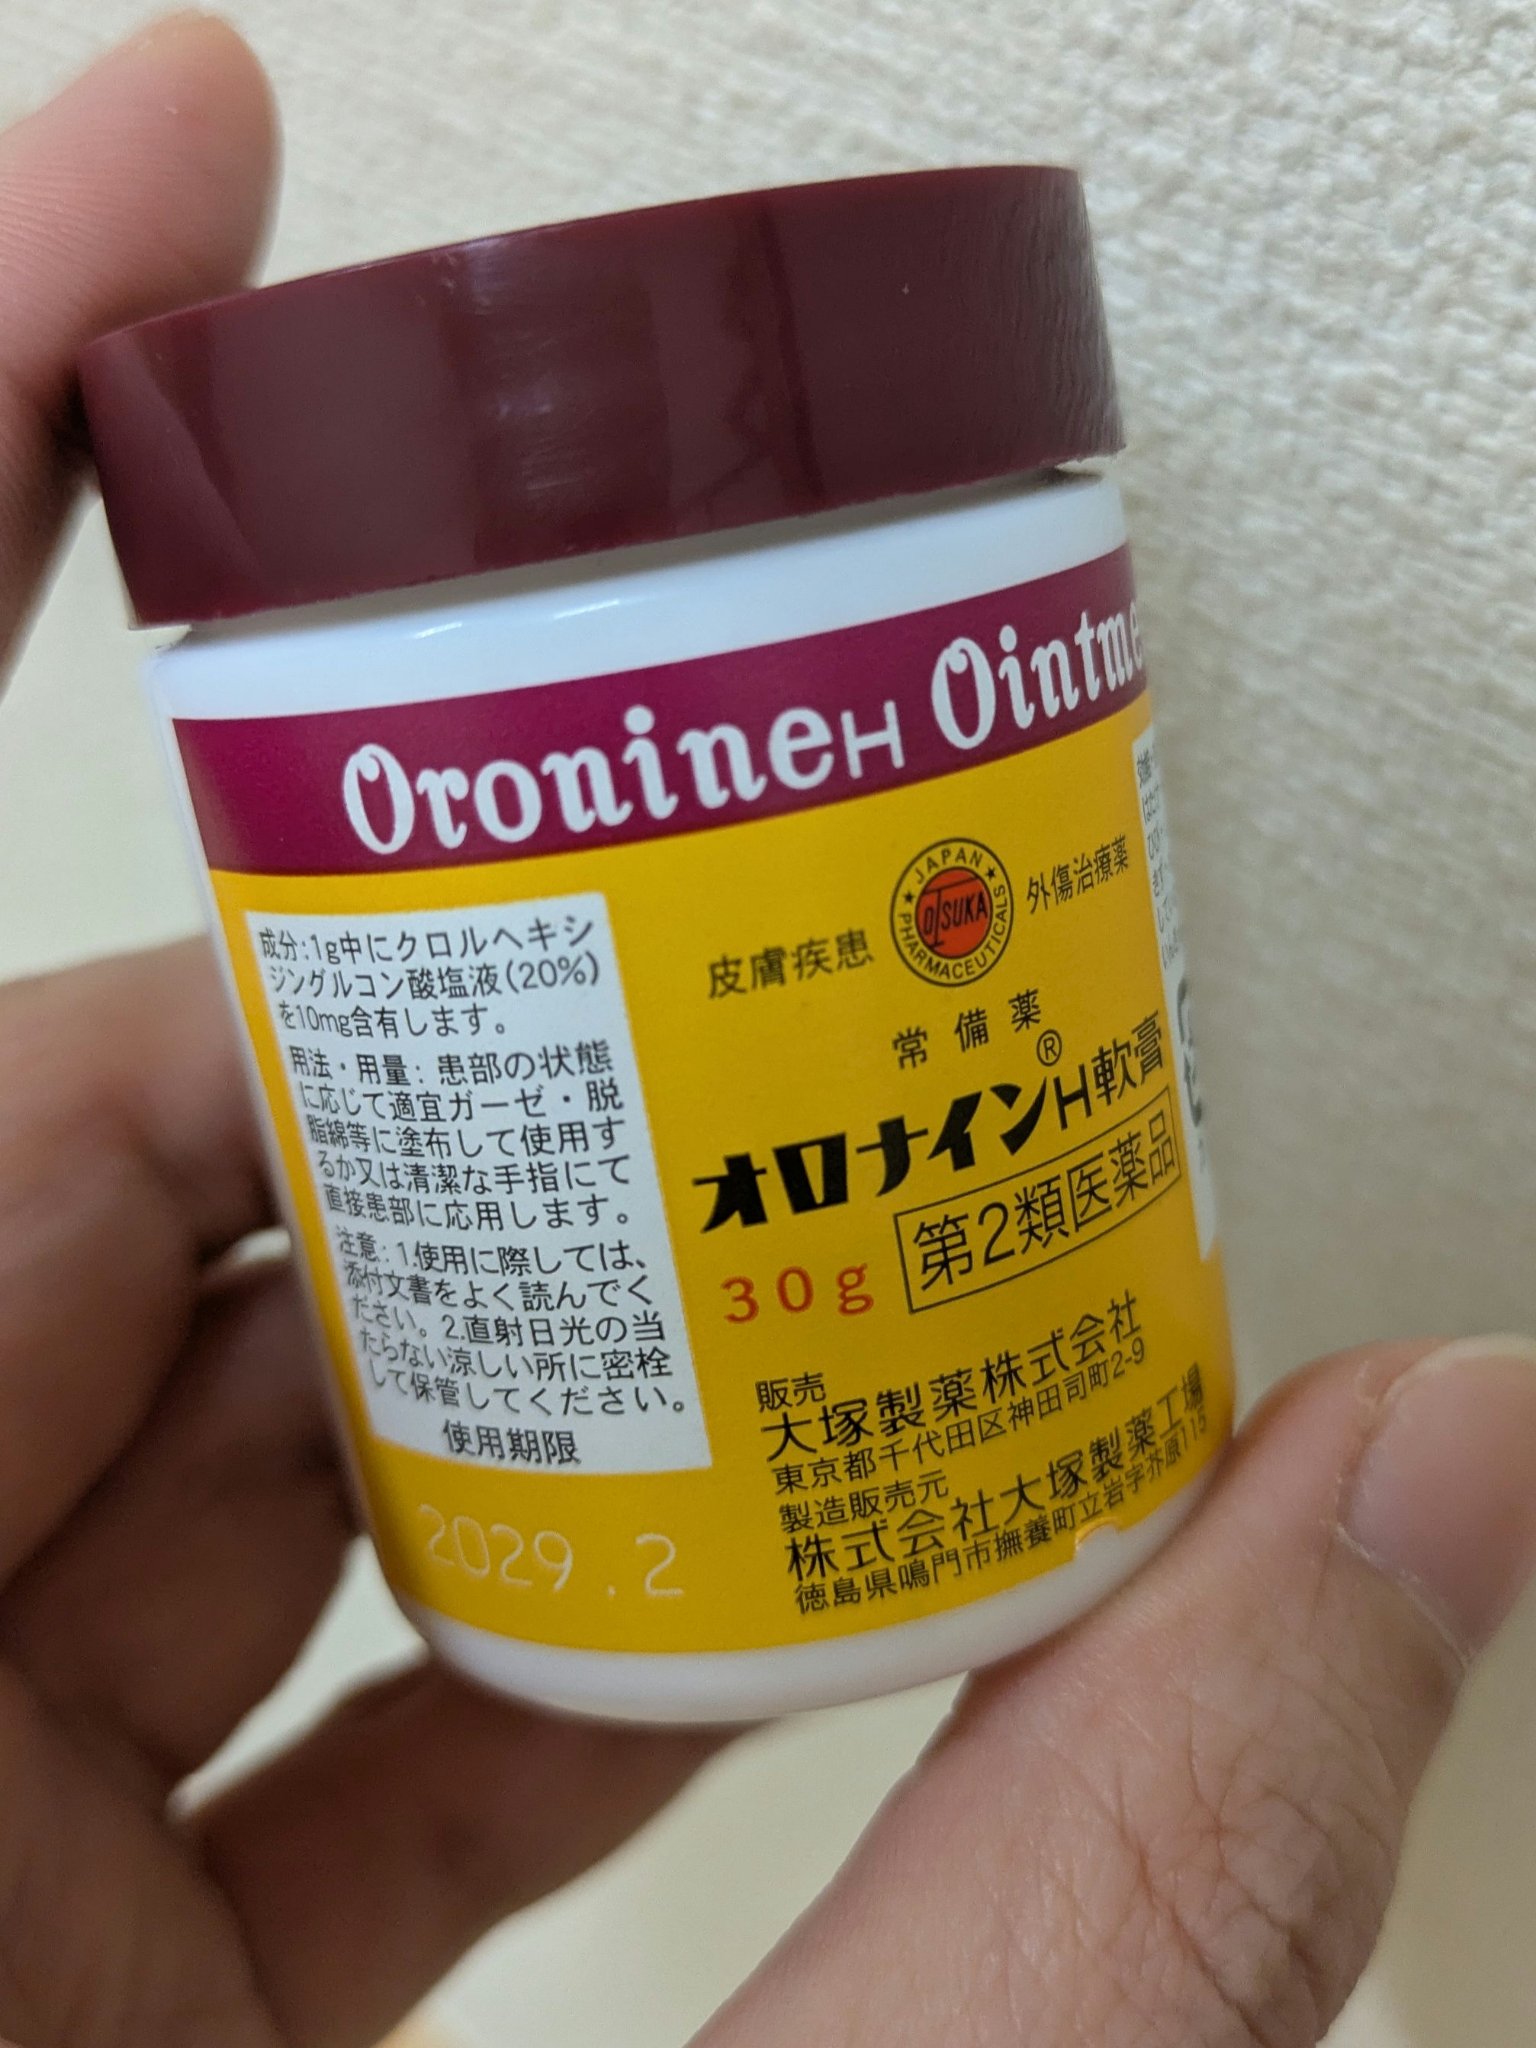 Oronine H Ointme
成分:1g中にクロルヘキシ
ジングルコン酸塩液(20%)
を10mg含有します。
用法・用量:患部の状態
に応じて適宜ガーゼ・脱
脂綿等に塗布して使用す
るか又は清潔な手指にて
直接患部に応用します。
注意:1.使用に際しては、
添付文書をよく読んでく
ださい。2.直射日光の当
たらない涼しい所に密栓
して保管してください。
使用期限
2029.2
皮膚疾患
JAPAN
OTSUKA
PHARMACEUTICALS
外傷治療薬
常備薬
オロナイン®H軟膏
30g
第2類医薬品
販売
大塚製薬株式会社
東京都千代田区神田司町2-9
製造販売元
株式会社大塚製薬工場
徳島県鳴門市撫養町立岩字芥原115